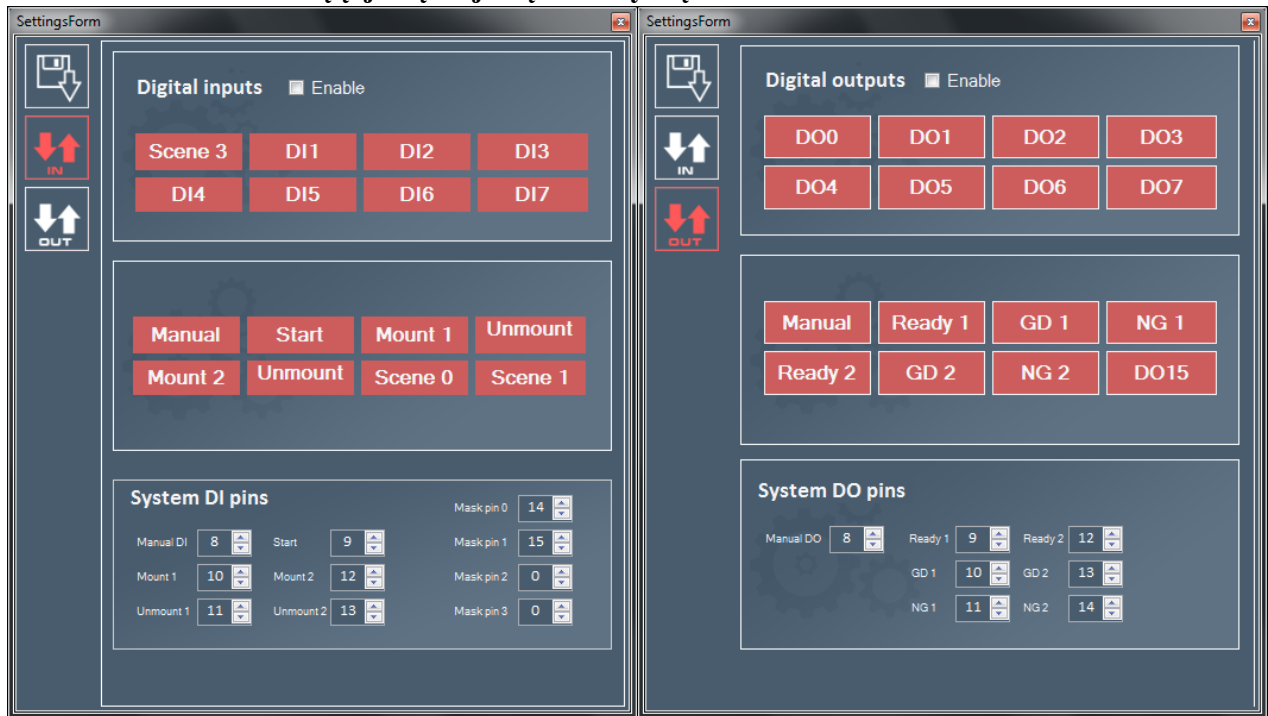 SettingsForm
Digital inputs Enable
Scene 3 DI1 DI2 DI3
DI4 DI5 DI6 DI7
IN
OUT
Manual Start Mount 1 Unmount
Mount 2 Unmount Scene 0 Scene 1
System DI pins
Mask pin 0 14
Manual DI 8 Start 9 Mask pin 1 15
Mount 1 10 Mount 2 12 Mask pin 2 0
Unmount 1 11 Unmount 2 13 Mask pin 3 0
SettingsForm
Digital outputs Enable
DO0 DO1 DO2 DO3
DO4 DO5 DO6 DO7
IN
OUT
Manual Ready 1 GD 1 NG 1
Ready 2 GD 2 NG 2 DO15
System DO pins
Manual DO 8 Ready 1 9 Ready 2 12
GD 1 10 GD 2 13
NG 1 11 NG 2 14